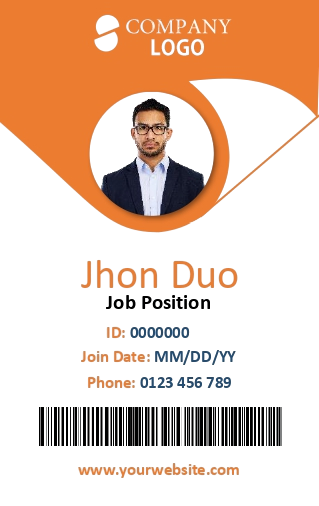 COMPANY
LOGO
Jhon Duo
Job Position
ID: 0000000
Join Date: MM/DD/YY
Phone: 0123 456 789
www.yourwebsite.com